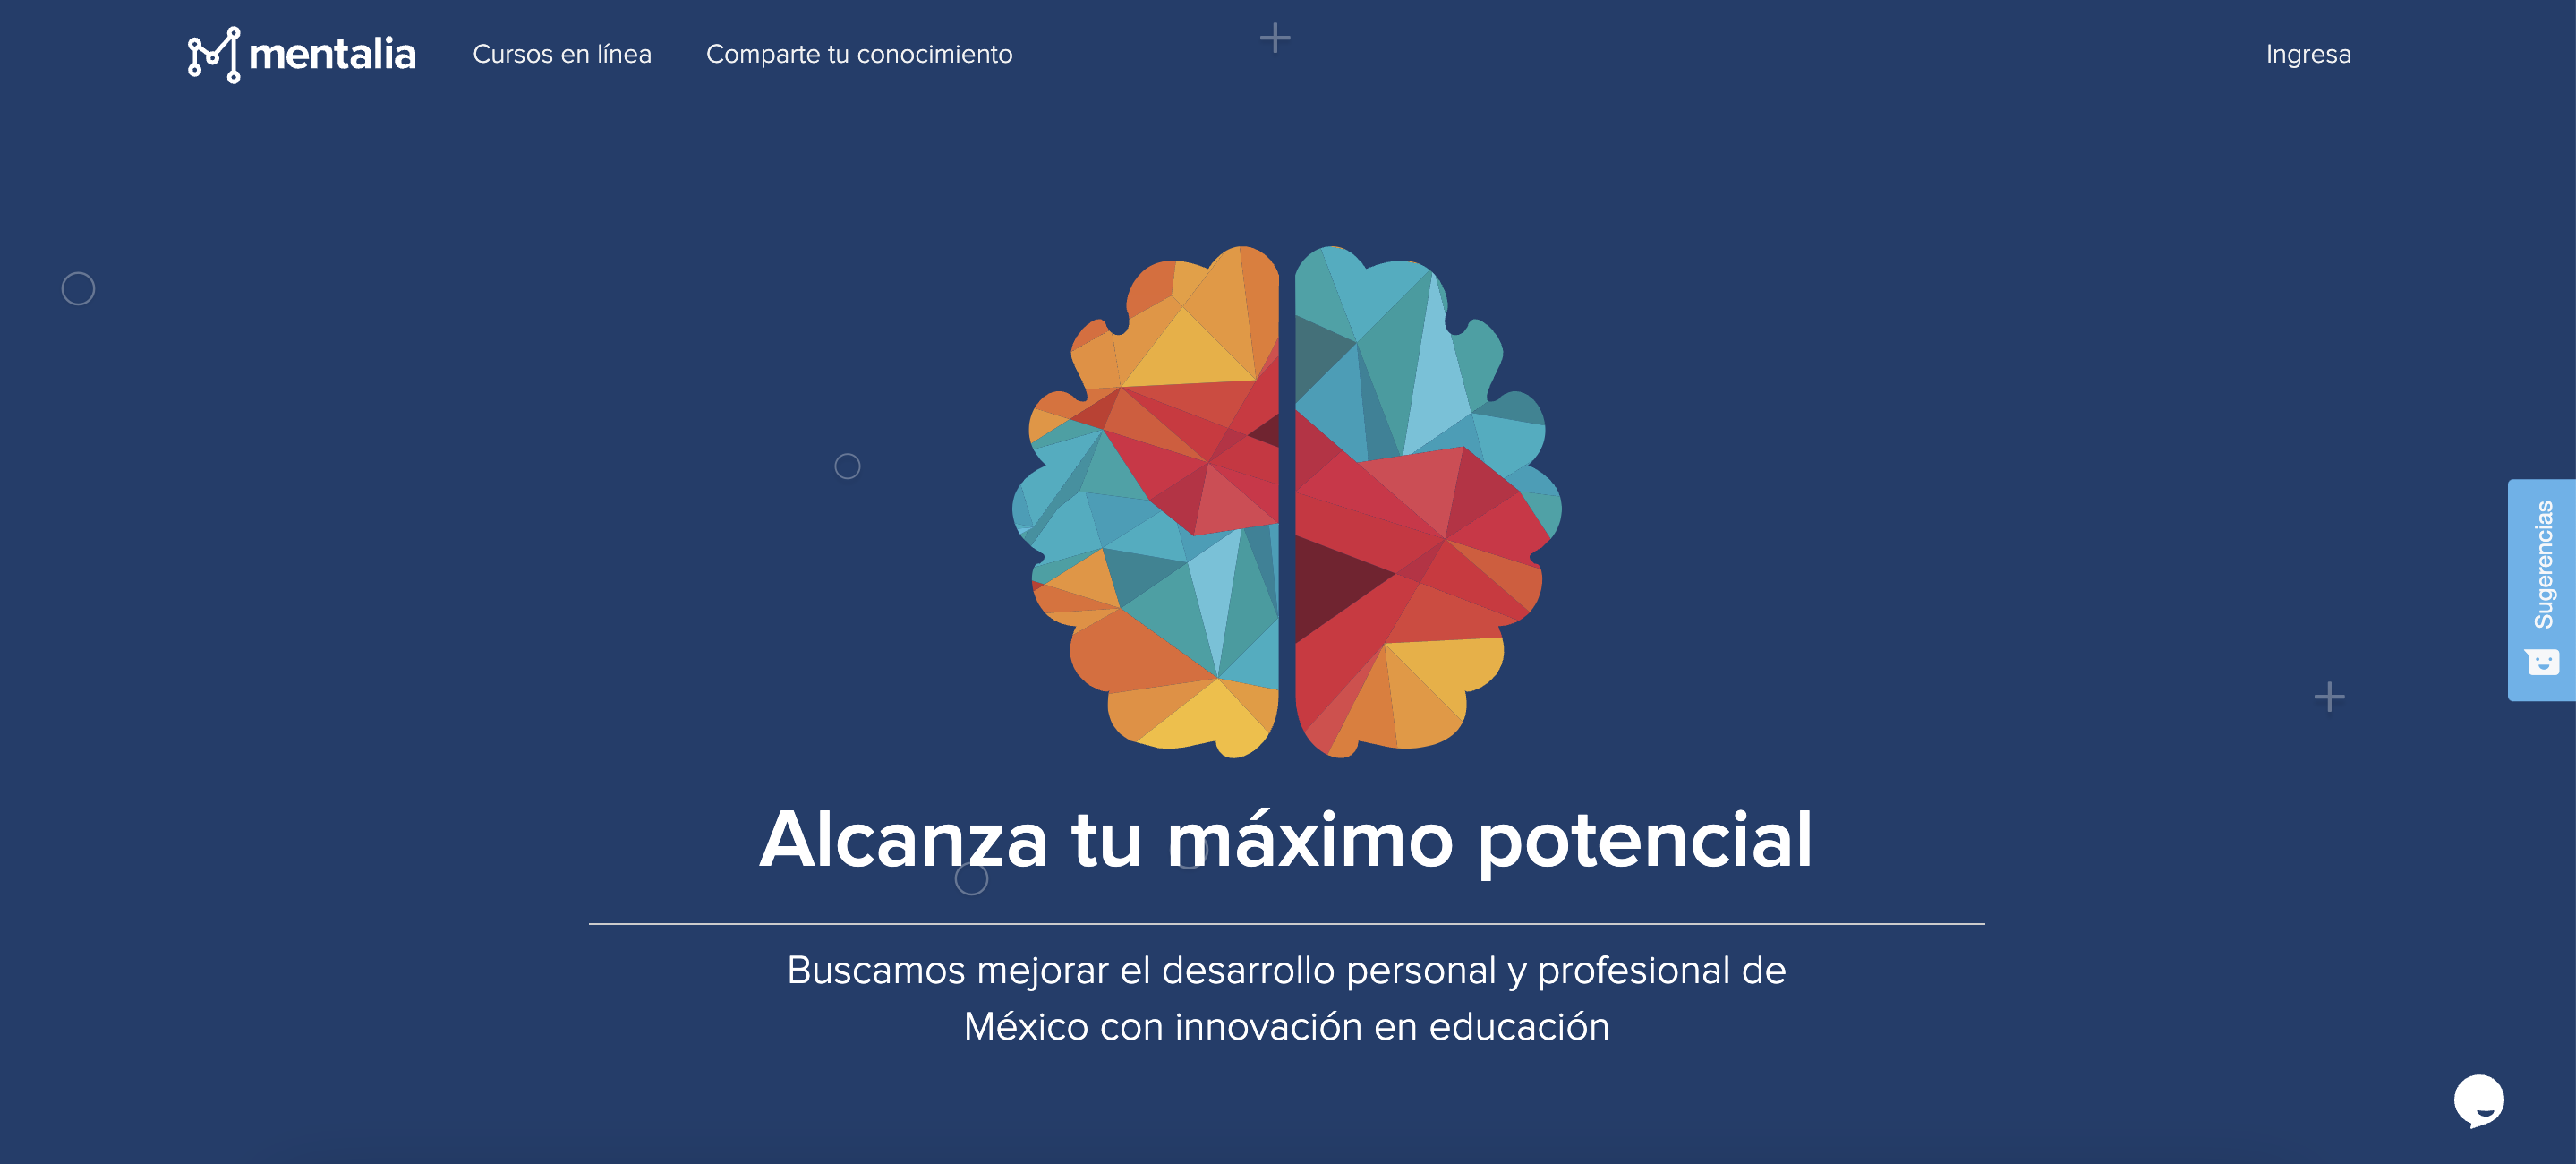 mentalia
Cursos en línea
Comparte tu conocimiento
Ingresa
Sugerencias
Alcanza tu máximo potencial
Buscamos mejorar el desarrollo personal y profesional de
México con innovación en educación